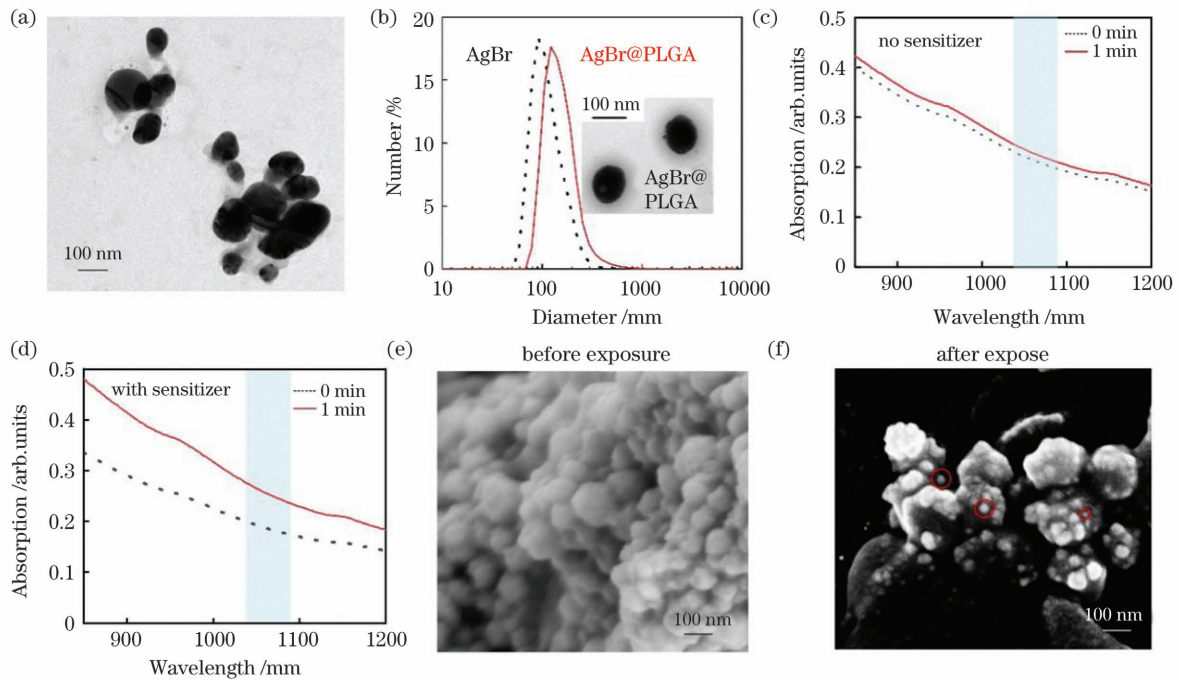 (a)
100 nm
(b)
20
15
10
5
0
10
100
1000
10000
Number /%
Diameter /mm
AgBr
AgBr@PLGA
100 nm
AgBr@
PLGA
(c)
0.5
0.4
0.3
0.2
0.1
0
900
1000
1100
1200
Absorption /arb.units
Wavelength /mm
no sensitizer
0 min
1 min
(d)
0.5
0.4
0.3
0.2
0.1
0
900
1000
1100
1200
Absorption /arb.units
Wavelength /mm
with sensitizer
0 min
1 min
(e)
before exposure
100 nm
(f)
after expose
100 nm